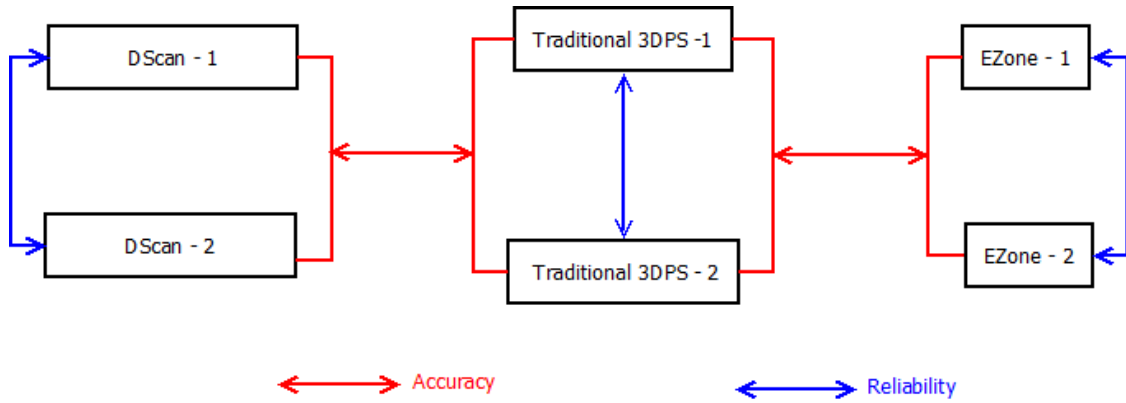 DScan - 1
Traditional 3DPS -1
EZone - 1
DScan - 2
Traditional 3DPS - 2
EZone - 2
Accuracy
Reliability